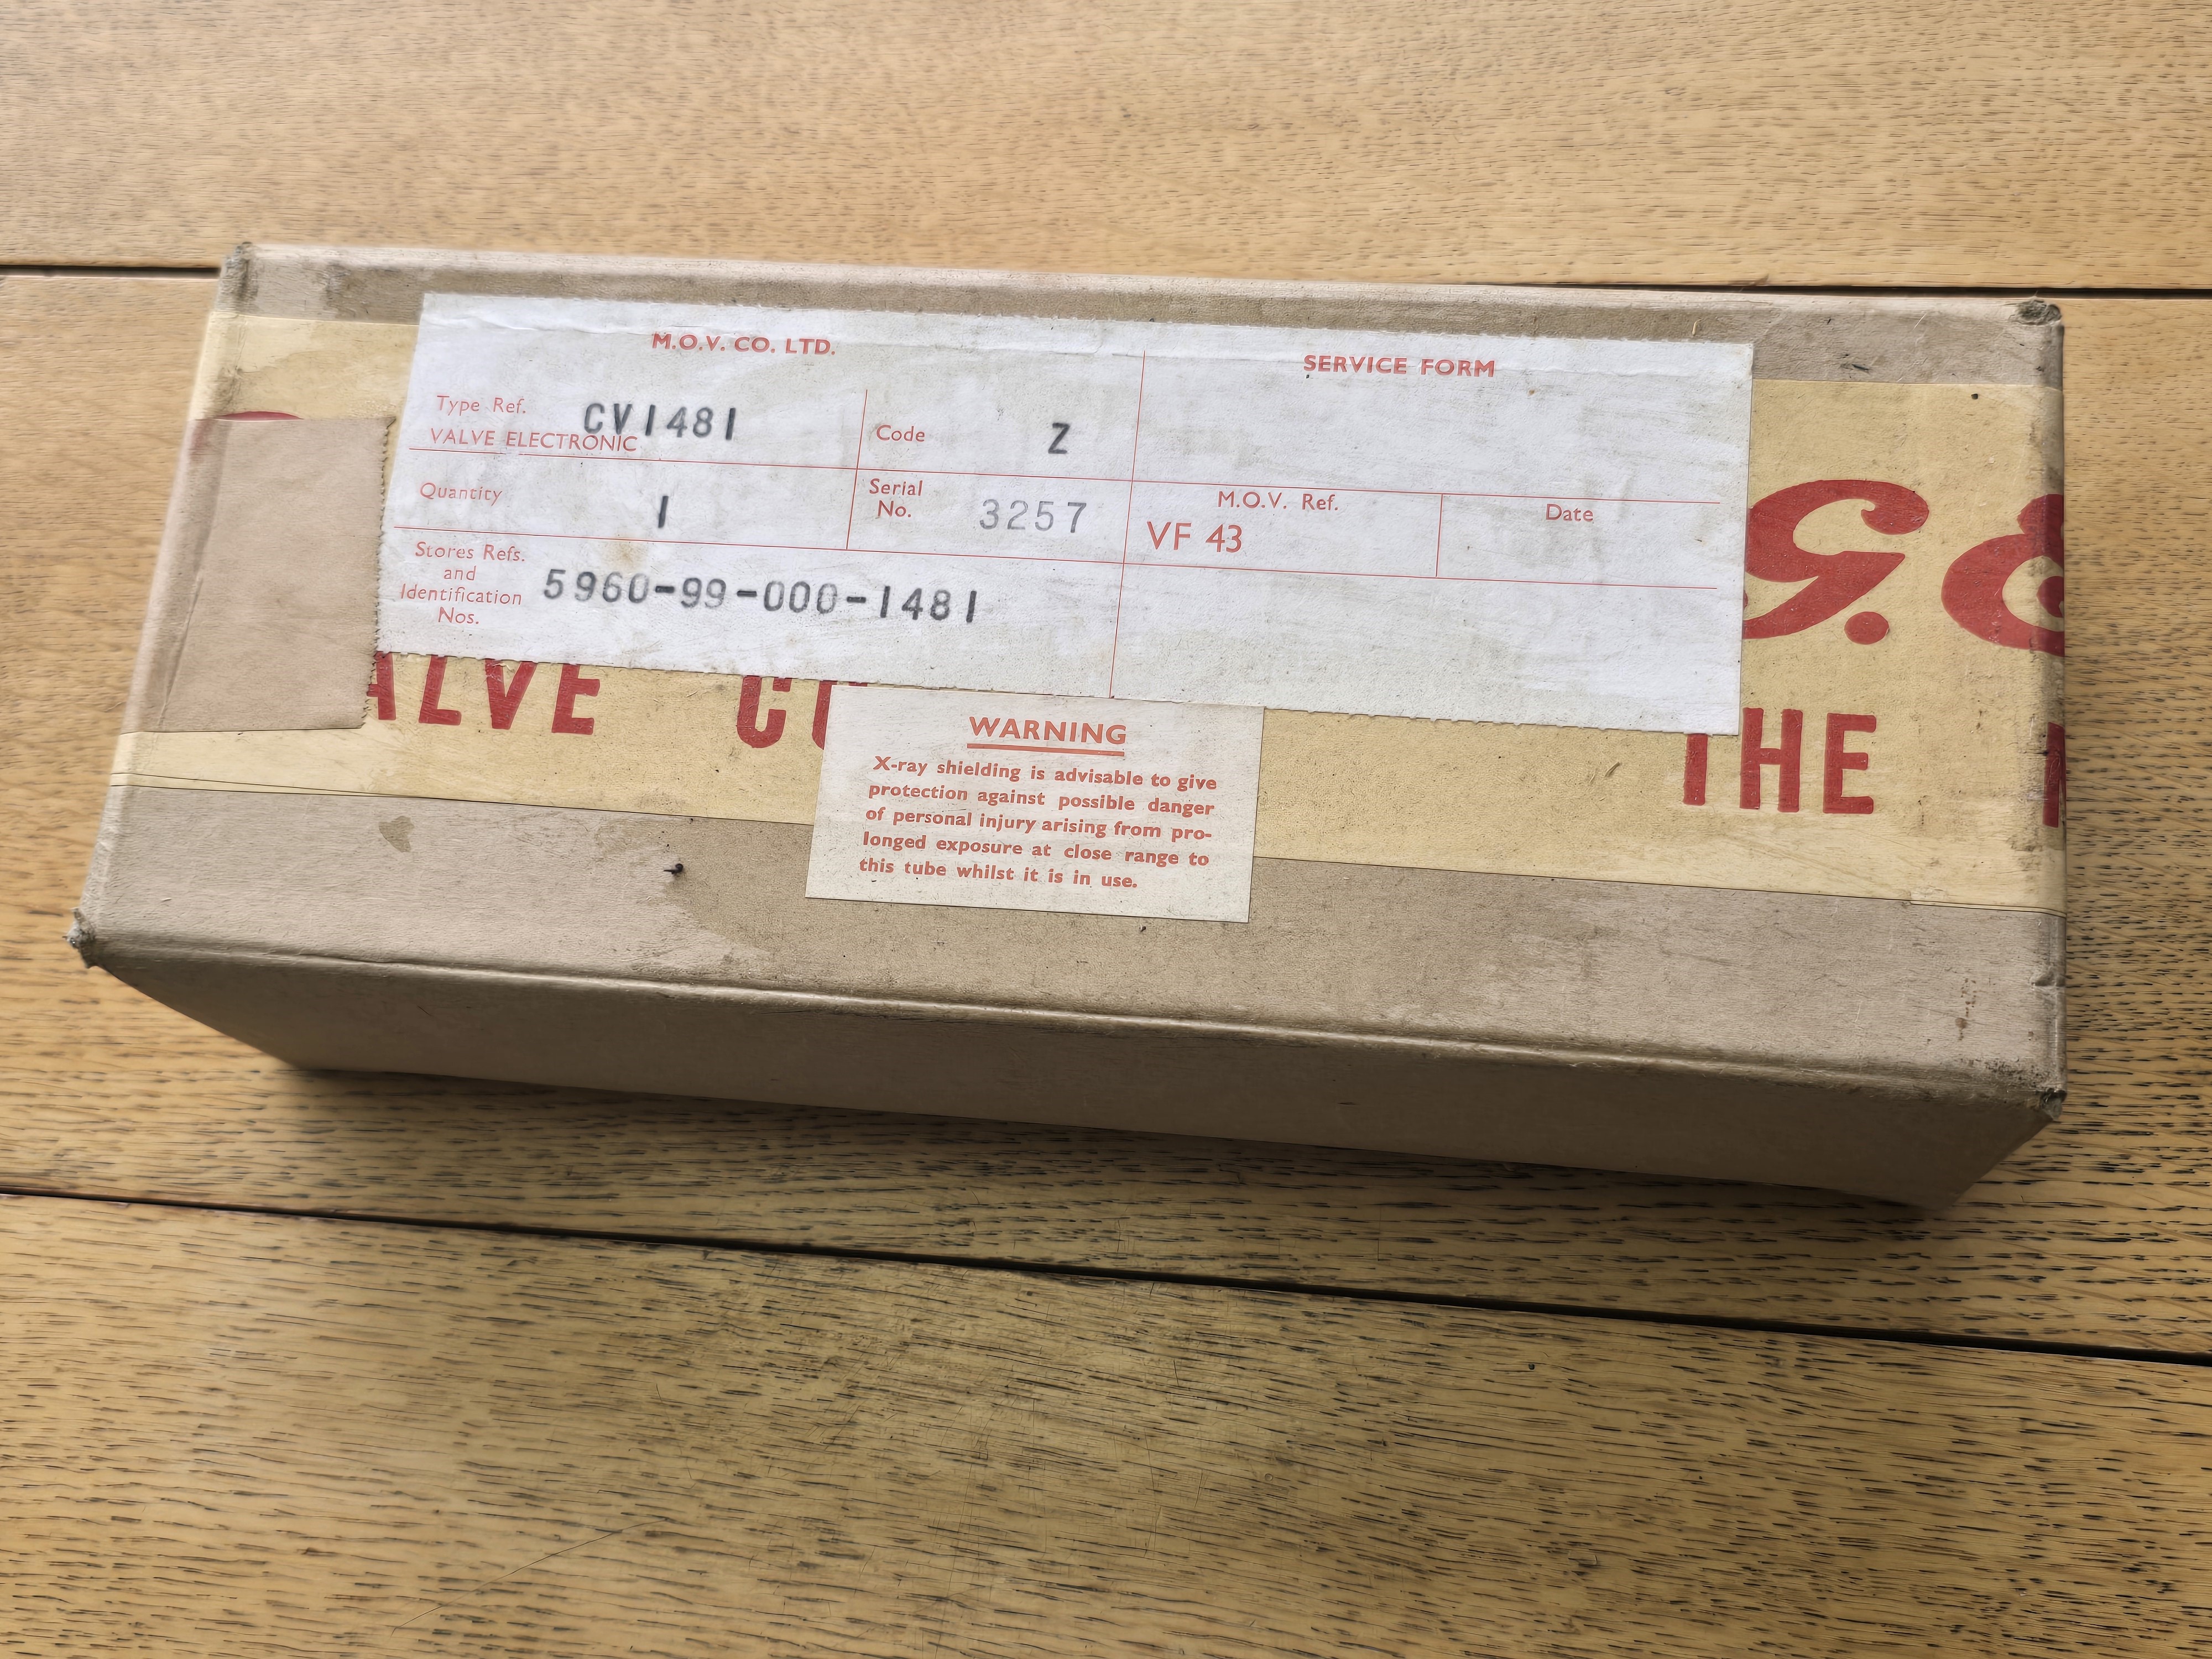 M.O.V. CO. LTD.
SERVICE FORM
Type Ref. CV1481
VALVE ELECTRONIC
Code Z
Quantity 1
Serial
No. 3257
M.O.V. Ref.
VF 43
Date
Stores Refs.
and
Identification
Nos.
5960-99-000-1481
G.
ALVE CO
THE
WARNING
X-ray shielding is advisable to give
protection against possible danger
of personal injury arising from pro-
longed exposure at close range to
this tube whilst it is in use.